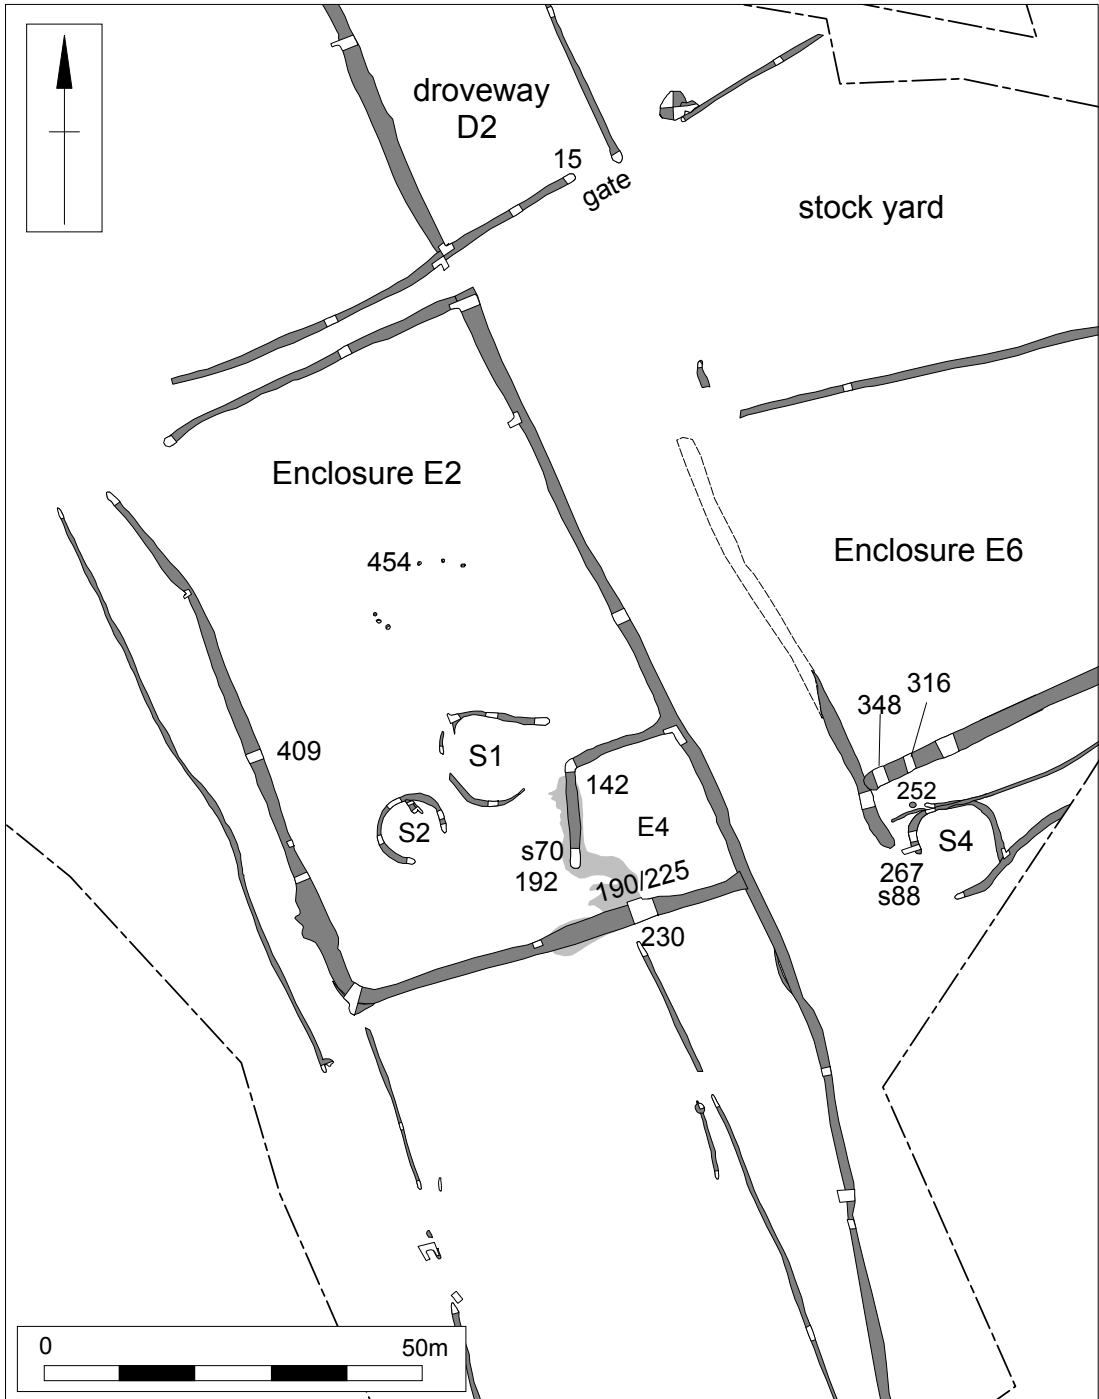 droveway
D2
15
gate
stock yard
Enclosure E2
454
Enclosure E6
316
348
409
S1
142
252
S2
E4
S4
s70
192
190/225
267
s88
230
0 50m